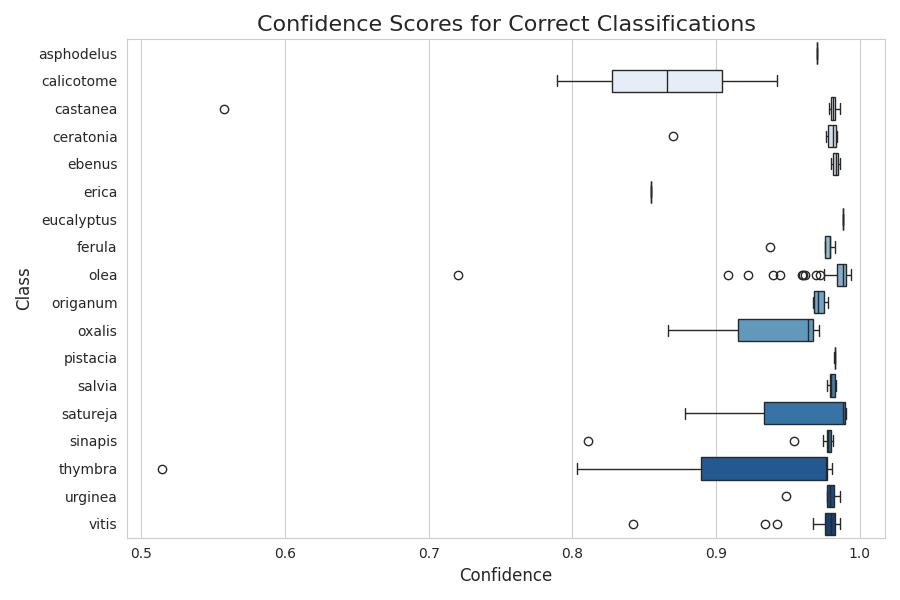 Confidence Scores for Correct Classifications
Class
asphodelus
calicotome
castanea
ceratonia
ebenus
erica
eucalyptus
ferula
olea
origanum
oxalis
pistacia
salvia
satureja
sinapis
thymbra
urginea
vitis
0.5 0.6 0.7 0.8 0.9 1.0
Confidence